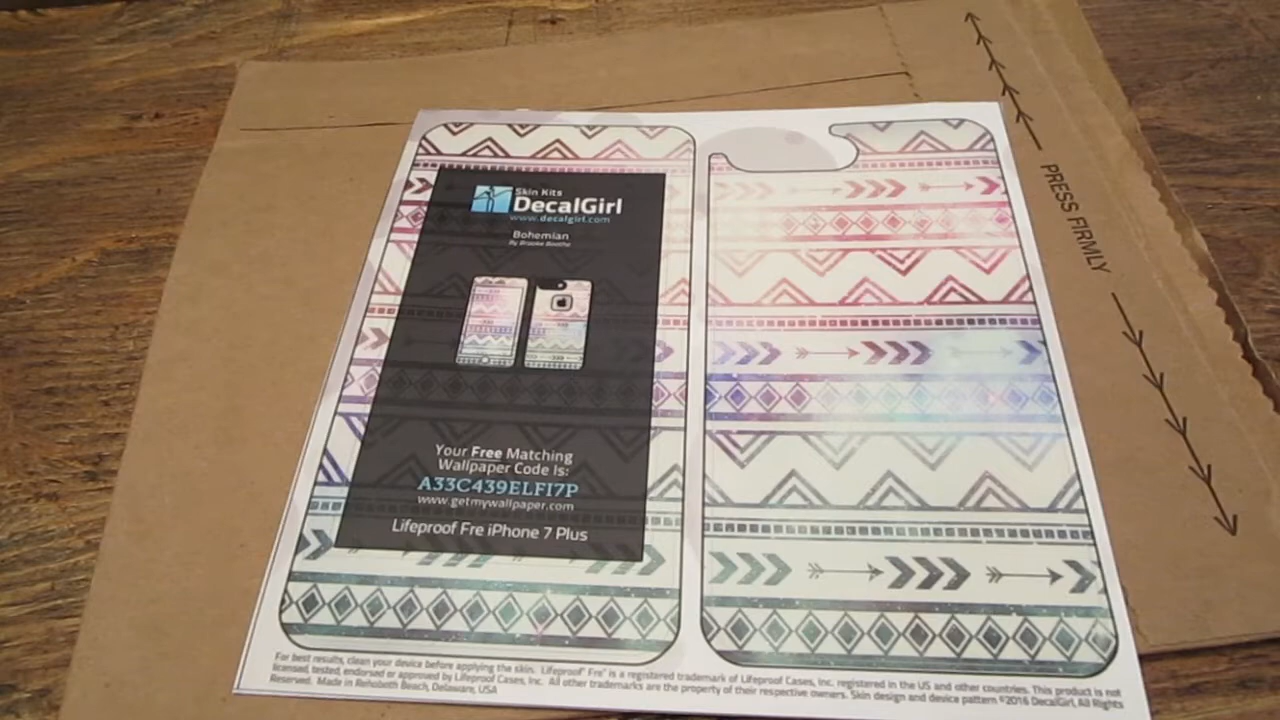 PRESS FIRMLY
Skin Kits
DecalGirl
www.decalgirl.com
Bohemian
By Brooke Boothe
Your Free Matching
Wallpaper Code Is:
A33C439ELFI7P
www.getmywallpaper.com
Lifeproof Fre iPhone 7 Plus
For best results, clean your device before applying the skin. Lifeproof® Fre™ is a registered trademark of Lifeproof Cases, Inc. registered in the US and other countries. This product is not
licensed, tested, endorsed or approved by Lifeproof Cases, Inc. All other trademarks are the property of their respective owners. Skin design and device pattern ©2016 DecalGirl, All Rights
Reserved. Made in Rehoboth Beach, Delaware, USA